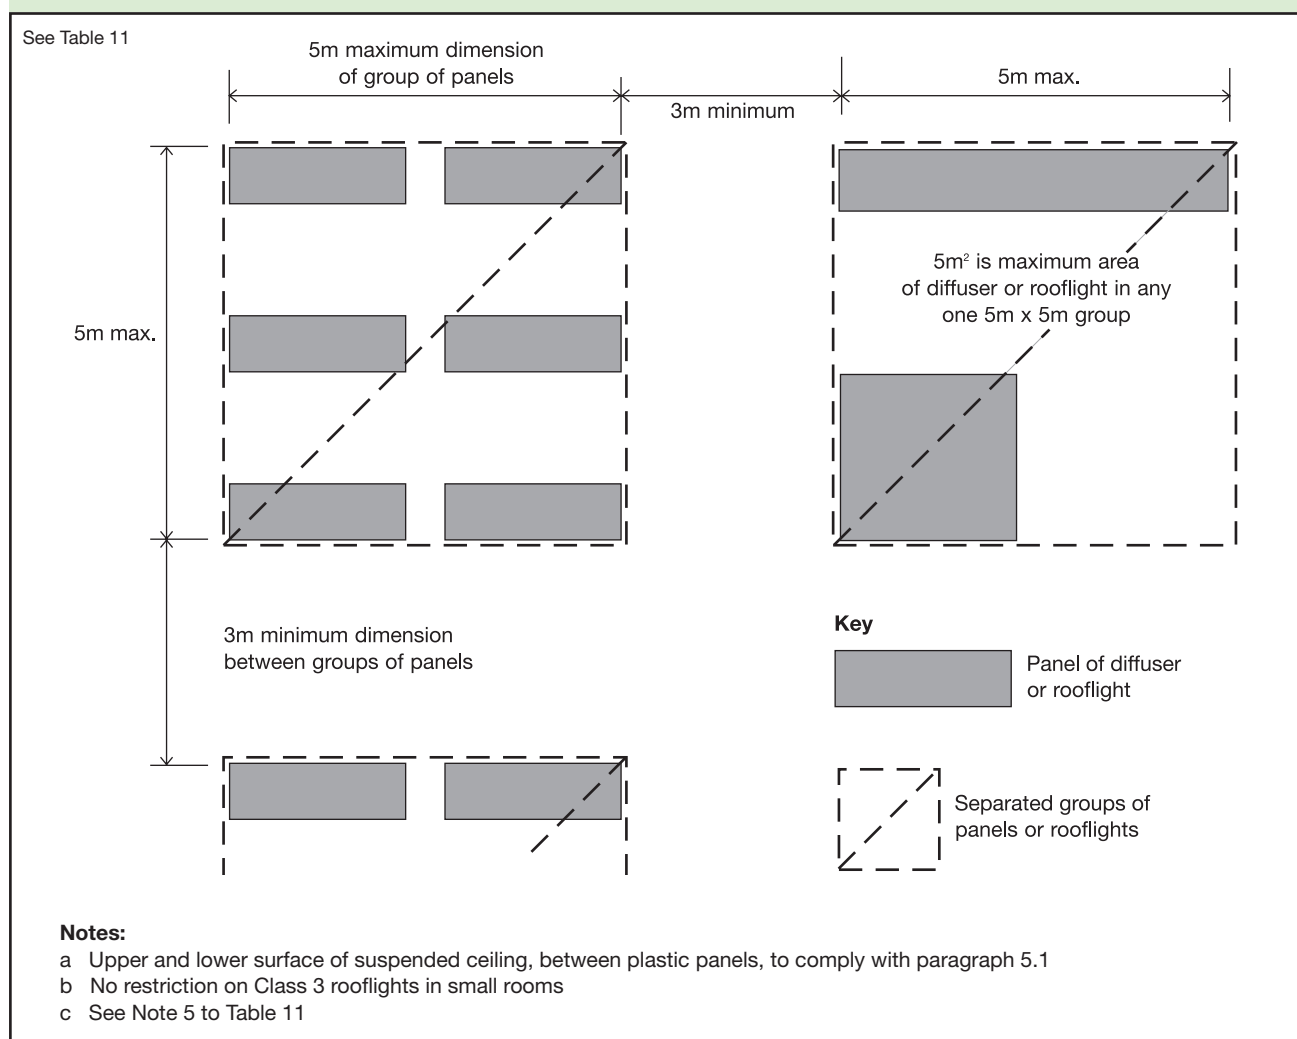 See Table 11
5m maximum dimension
of group of panels
3m minimum
5m max.
5m max.
5m² is maximum area
of diffuser or rooflight in any
one 5m x 5m group
3m minimum dimension
between groups of panels
Key
Panel of diffuser
or rooflight
Separated groups of
panels or rooflights
Notes:
a Upper and lower surface of suspended ceiling, between plastic panels, to comply with paragraph 5.1
b No restriction on Class 3 rooflights in small rooms
c See Note 5 to Table 11